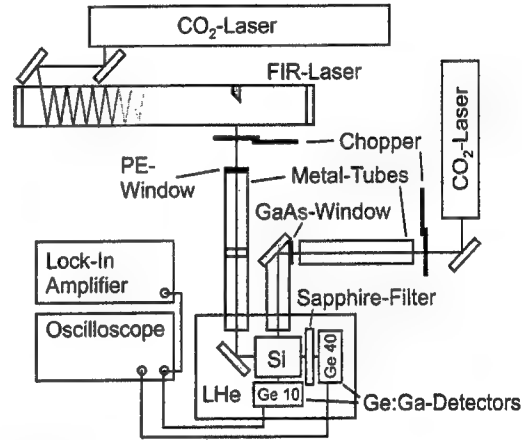 CO₂-Laser
FIR-Laser
Chopper
CO₂-Laser
PE-
Window
Metal-Tubes
GaAs-Window
Lock-In
Amplifier
Sapphire-Filter
Oscilloscope
Si
Ge 40
LHe
Ge 10
Ge:Ga-Detectors